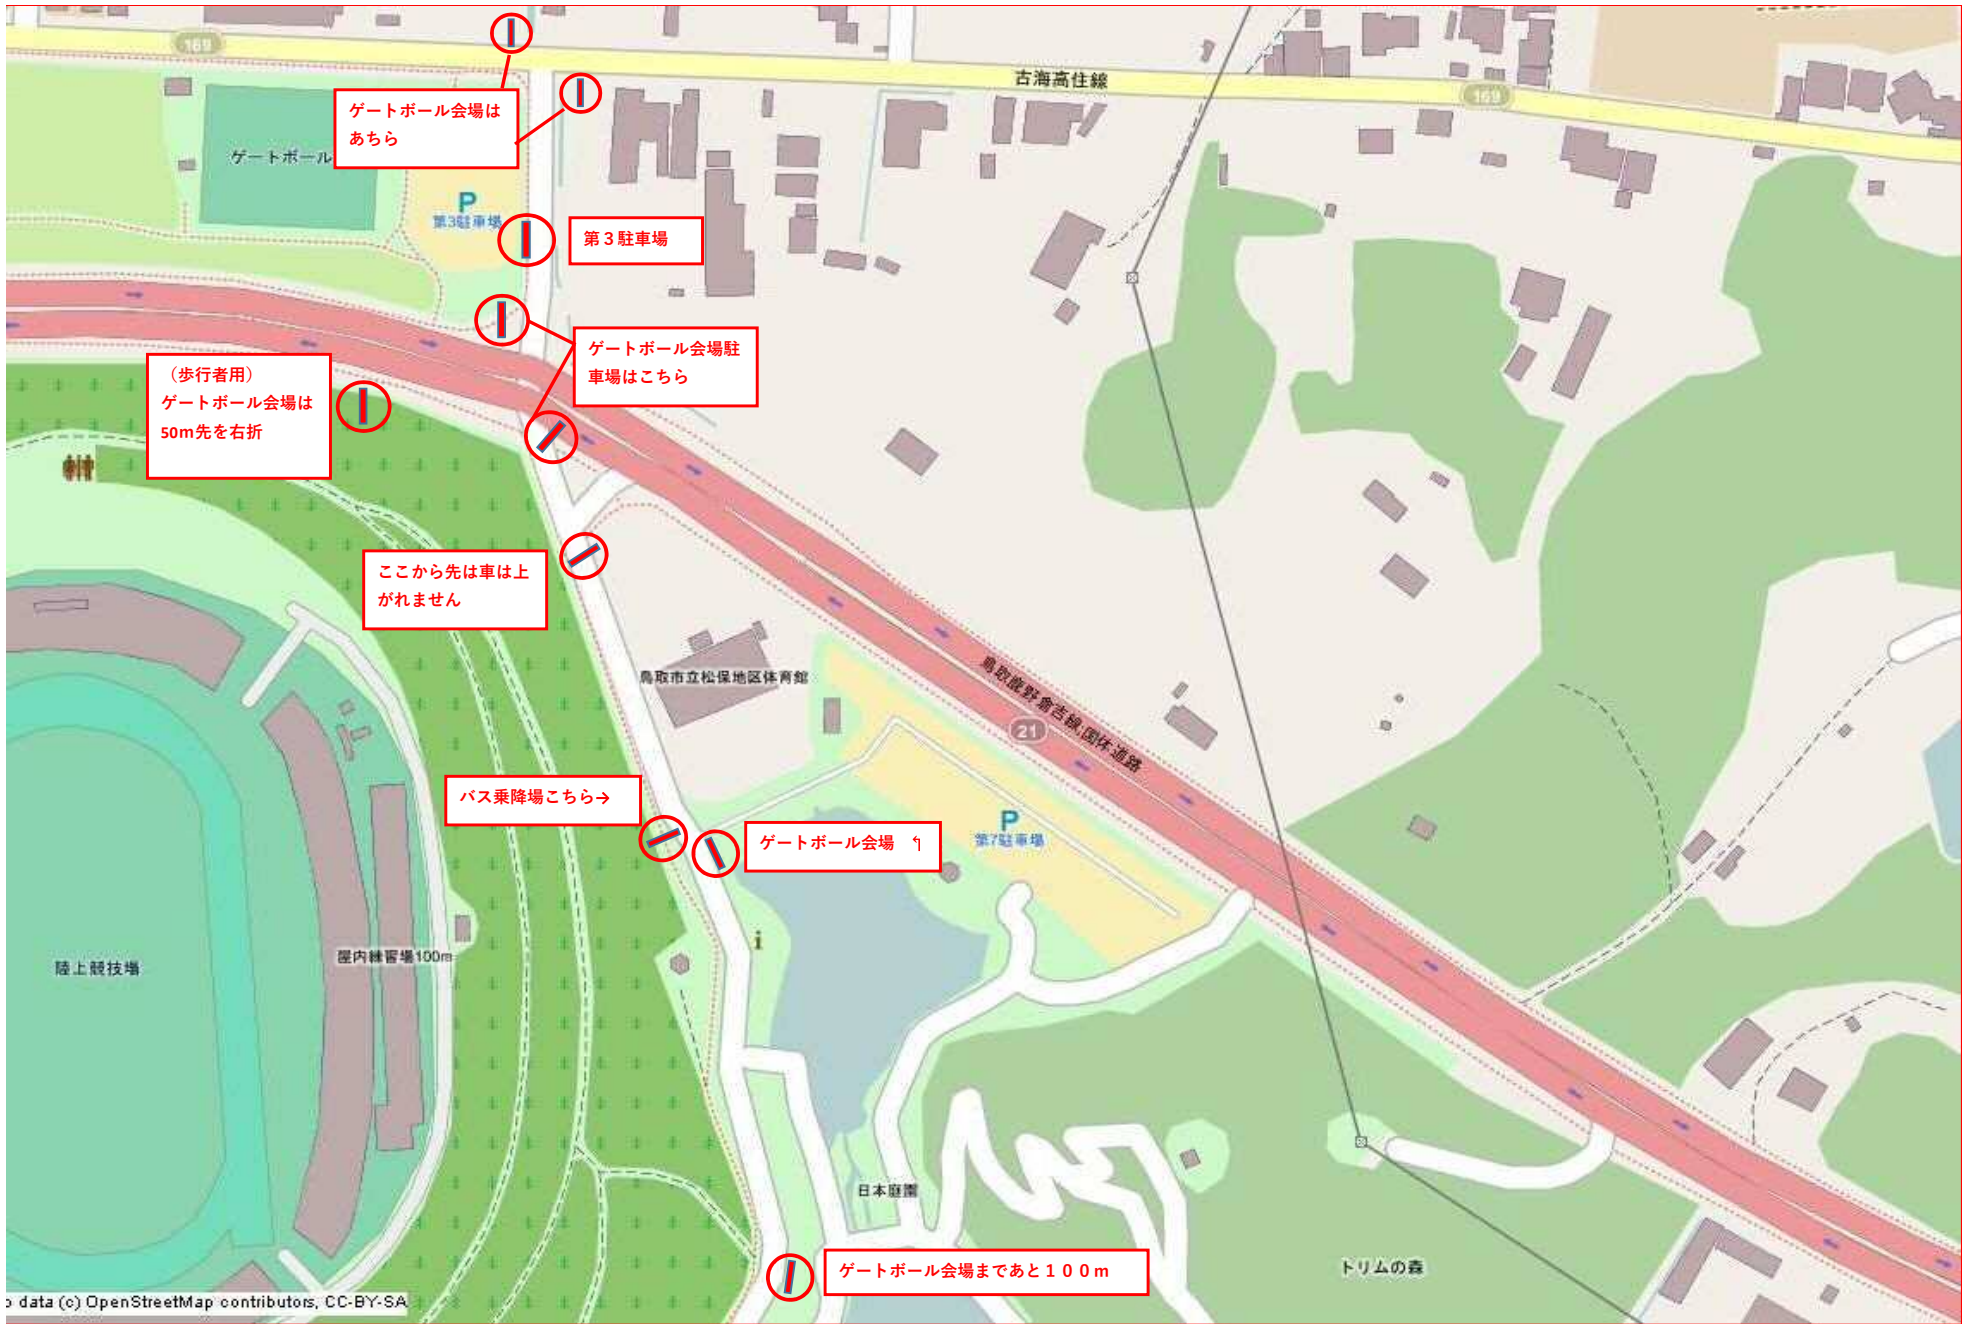 169
古海高住線
169
ゲートボール会場は
あちら
ゲートボール
P
第3駐車場
第３駐車場
ゲートボール会場駐
車場はこちら
（歩行者用）
ゲートボール会場は
50m先を右折
ここから先は車は上
がれません
鳥取市立松保地区体育館
鳥取鹿野倉吉線;国体道路
21
バス乗降場こちら→
ゲートボール会場　↰
P
第7駐車場
i
陸上競技場
屋内練習場100m
日本庭園
ゲートボール会場まであと１００ｍ
トリムの森
data (c) OpenStreetMap contributors, CC-BY-SA